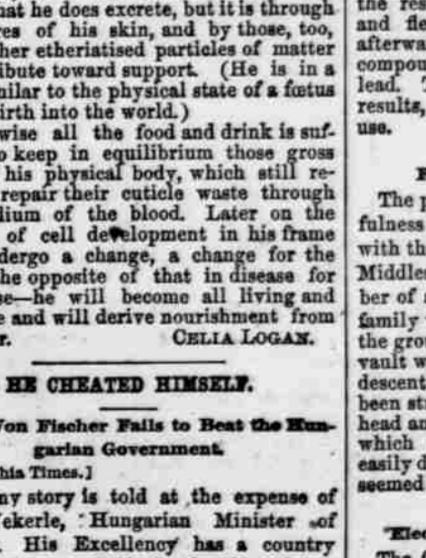 hat he does excrete, but it is through
res of his skin, and by those, too,
her etheriatised particles of matter
ibute toward support. (He is in a
milar to the physical state of a fœtus
irth into the world.)
wise all the food and drink is suf-
o keep in equilibrium those gross
his physical body, which still re-
repair their cuticle waste through
dium of the blood. Later on the
of cell development in his frame
dergo a change, a change for the
he opposite of that in disease for
se—he will become all living and
e and will derive nourishment from
r. CELIA LOGAN.
HE CHEATED HIMSELF.
Von Fischer Fails to Beat the Hun-
garian Government.
hia Times.]
ny story is told at the expense of
ekerle, Hungarian Minister of
. His Excellency has a country
the res
and fle
afterwa
compou
lead.
results,
use.
The p
fulness
with th
Middle
ber of
family
the gro
vault w
descent
been st
head an
which
easily d
seemed
"Elec